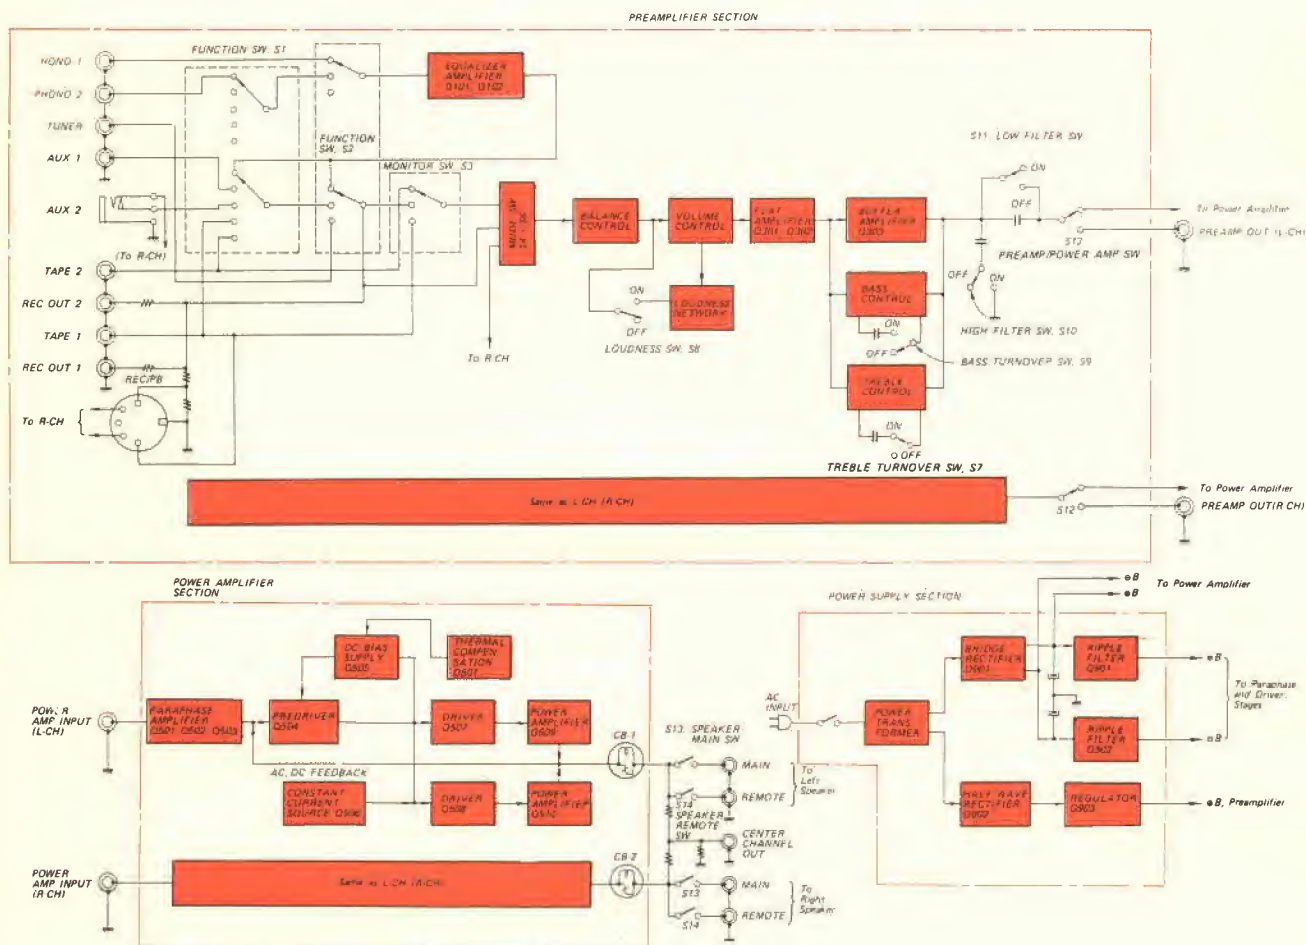 PREAMPLIFIER SECTION
FUNCTION SW, S1
HONO 1
PHONO 2
TUNER
AUX 1
AUX 2
(To R-CH)
TAPE 2
REC OUT 2
TAPE 1
REC OUT 1
REC/PB
To R-CH
EQUALIZER
AMPLIFIER
Q101, Q102
FUNCTION
SW, S2
MONITOR SW, S3
MODE SW
To R-CH
BALANCE
CONTROL
VOLUME
CONTROL
FLAT
AMPLIFIER
Q301, Q302
BUFFER
AMPLIFIER
Q303
ON
OFF
LOUDNESS SW, S8
LOUDNESS
NETWORK
BASS
CONTROL
ON
OFF
BASS TURNOVER SW, S9
TREBLE
CONTROL
ON
OFF
TREBLE TURNOVER SW, S7
S11, LOW FILTER SW
ON
OFF
S12
PREAMP/POWER AMP SW
OFF
ON
HIGH FILTER SW, S10
To Power Amplifier
PREAMP OUT (L-CH)
Same as L-CH (R-CH)
S12
To Power Amplifier
PREAMP OUT (R CH)
POWER AMPLIFIER
SECTION
POWER
AMP INPUT
(L-CH)
PARAPHASE
AMPLIFIER
Q501, Q502, Q503
DC BIAS
SUPPLY
Q505
THERMAL
COMPEN
SATION
PREDRIVER
Q504
DRIVER
Q507
POWER
AMPLIFIER
Q509
AC, DC FEEDBACK
CONSTANT
CURRENT
SOURCE Q506
DRIVER
Q508
POWER
AMPLIFIER
Q510
CB-1
POWER
AMP INPUT
(R CH)
Same as L-CH (R-CH)
CB-2
S13, SPEAKER
MAIN SW
MAIN
REMOTE
To
Left
Speaker
S14
SPEAKER
REMOTE
SW
CENTER
CHANNEL
OUT
S13
S14
MAIN
REMOTE
To
Right
Speaker
POWER SUPPLY SECTION
AC
INPUT
POWER
TRANS
FORMER
BRIDGE
RECTIFIER
D901
RIPPLE
FILTER
Q901
RIPPLE
FILTER
Q902
HALF WAVE
RECTIFIER
D902
REGULATOR
Q903
⊕B
⊖B
To Power Amplifier
⊕B
To Paraphase
and Driver
Stages
⊖B
⊕B, Preamplifier